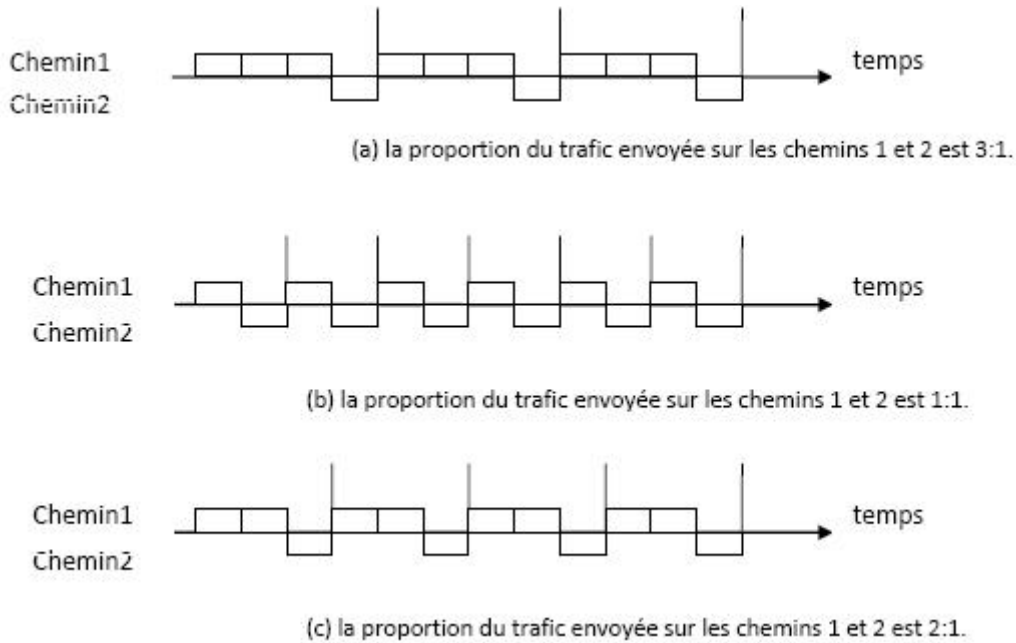 Chemin1
temps
Chemin2
(a) la proportion du trafic envoyée sur les chemins 1 et 2 est 3:1.
Chemin1
temps
Chemin2
(b) la proportion du trafic envoyée sur les chemins 1 et 2 est 1:1.
Chemin1
temps
Chemin2
(c) la proportion du trafic envoyée sur les chemins 1 et 2 est 2:1.